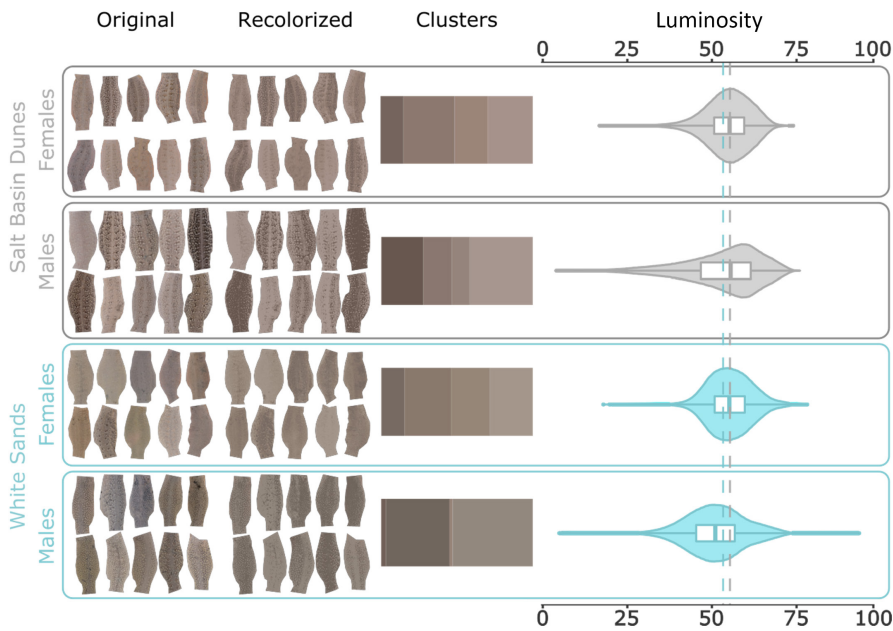 Original Recolorized Clusters Luminosity
0 25 50 75 100
Salt Basin Dunes
Females
Males
White Sands
Females
Males
0 25 50 75 100